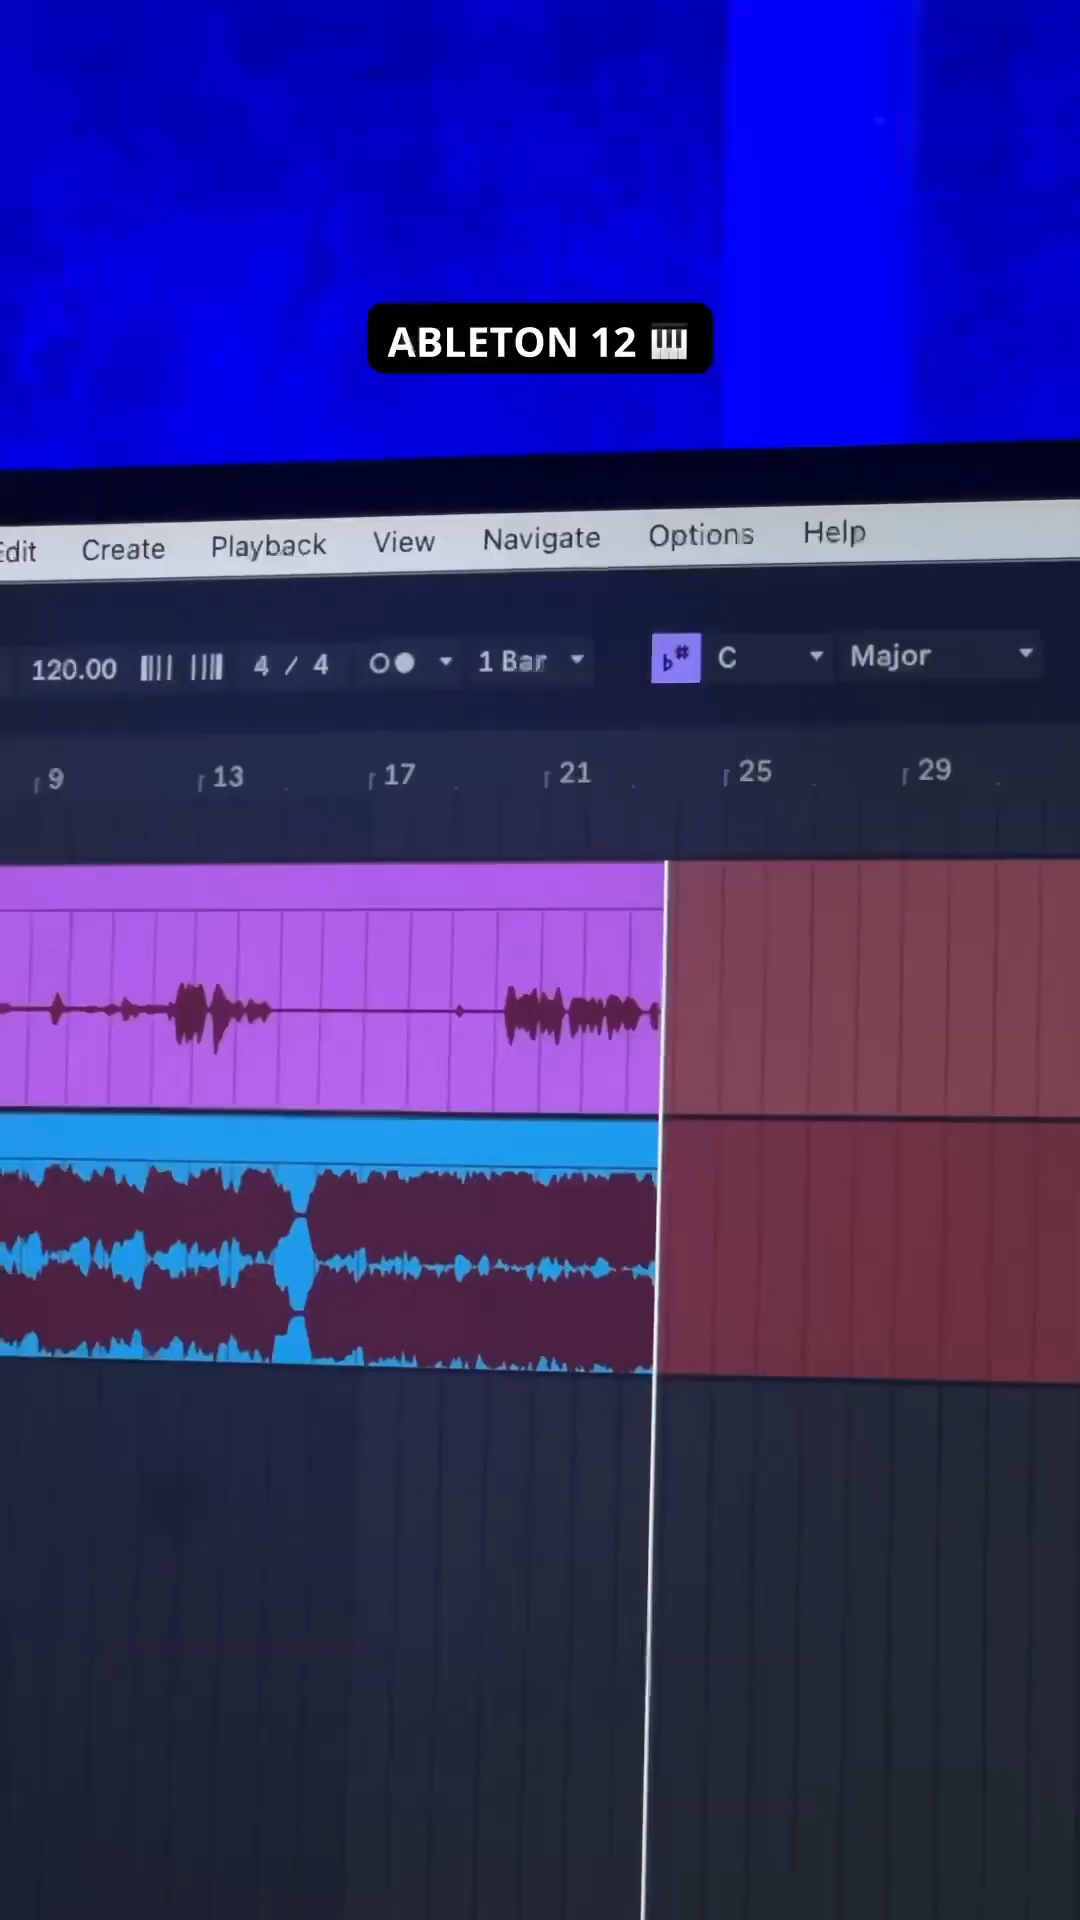 ABLETON 12
Edit Create Playback View Navigate Options Help
120.00 4 / 4 1 Bar ♭# C Major
9 13 17 21 25 29